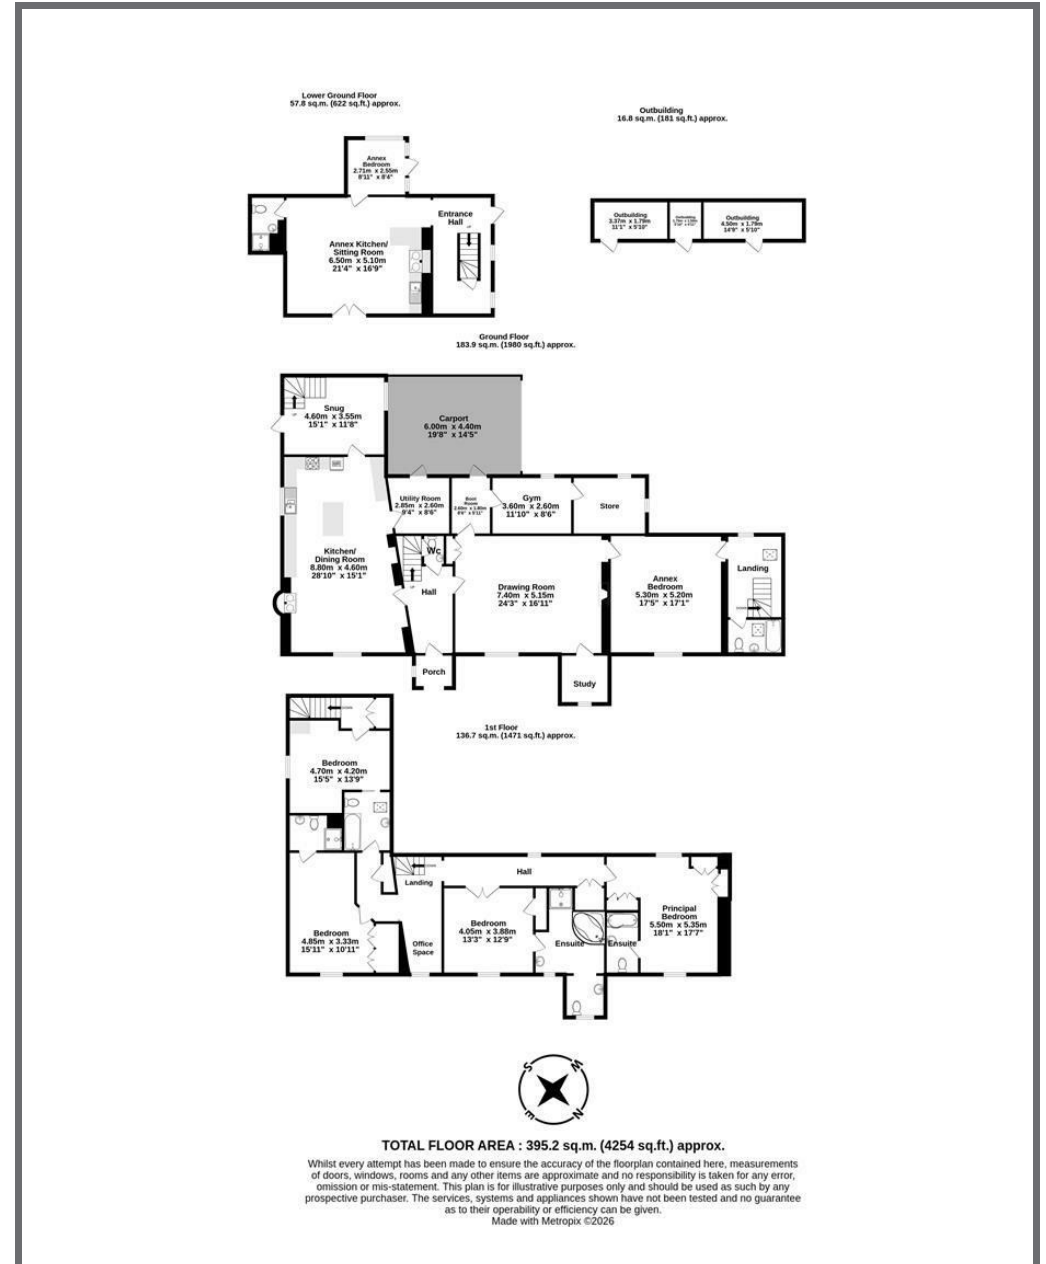 Lower Ground Floor
57.8 sq.m. (622 sq.ft.) approx.
Outbuilding
16.8 sq.m. (181 sq.ft.) approx.
Annex
Bedroom
2.71m x 2.55m
8'11" x 8'4"
Entrance
Hall
UP
Annex Kitchen/
Sitting Room
6.50m x 5.10m
21'4" x 16'9"
Outbuilding
3.37m x 1.79m
11'1" x 5'10"
Outbuilding
Outbuilding
4.50m x 1.79m
14'9" x 5'10"
Ground Floor
183.9 sq.m. (1980 sq.ft.) approx.
Snug
4.60m x 3.55m
15'1" x 11'8"
UP
Carport
6.00m x 4.40m
19'8" x 14'5"
Utility Room
2.85m x 2.60m
9'4" x 8'6"
Boot
Room
2.60m x 1.80m
8'6" x 5'11"
Gym
3.60m x 2.60m
11'10" x 8'6"
Store
Kitchen/
Dining Room
8.80m x 4.60m
28'10" x 15'1"
WC
UP
Hall
Drawing Room
7.40m x 5.15m
24'3" x 16'11"
Annex
Bedroom
5.30m x 5.20m
17'5" x 17'1"
Landing
DOWN
Porch
Study
1st Floor
136.7 sq.m. (1471 sq.ft.) approx.
DOWN
Bedroom
4.70m x 4.20m
15'5" x 13'9"
DOWN
Landing
Hall
Bedroom
4.85m x 3.33m
15'11" x 10'11"
Office
Space
Bedroom
4.05m x 3.88m
13'3" x 12'9"
Ensuite
Ensuite
Principal
Bedroom
5.50m x 5.35m
18'1" x 17'7"
S
W
E
N
TOTAL FLOOR AREA : 395.2 sq.m. (4254 sq.ft.) approx.
Whilst every attempt has been made to ensure the accuracy of the floorplan contained here, measurements
of doors, windows, rooms and any other items are approximate and no responsibility is taken for any error,
omission or mis-statement. This plan is for illustrative purposes only and should be used as such by any
prospective purchaser. The services, systems and appliances shown have not been tested and no guarantee
as to their operability or efficiency can be given.
Made with Metropix ©2026